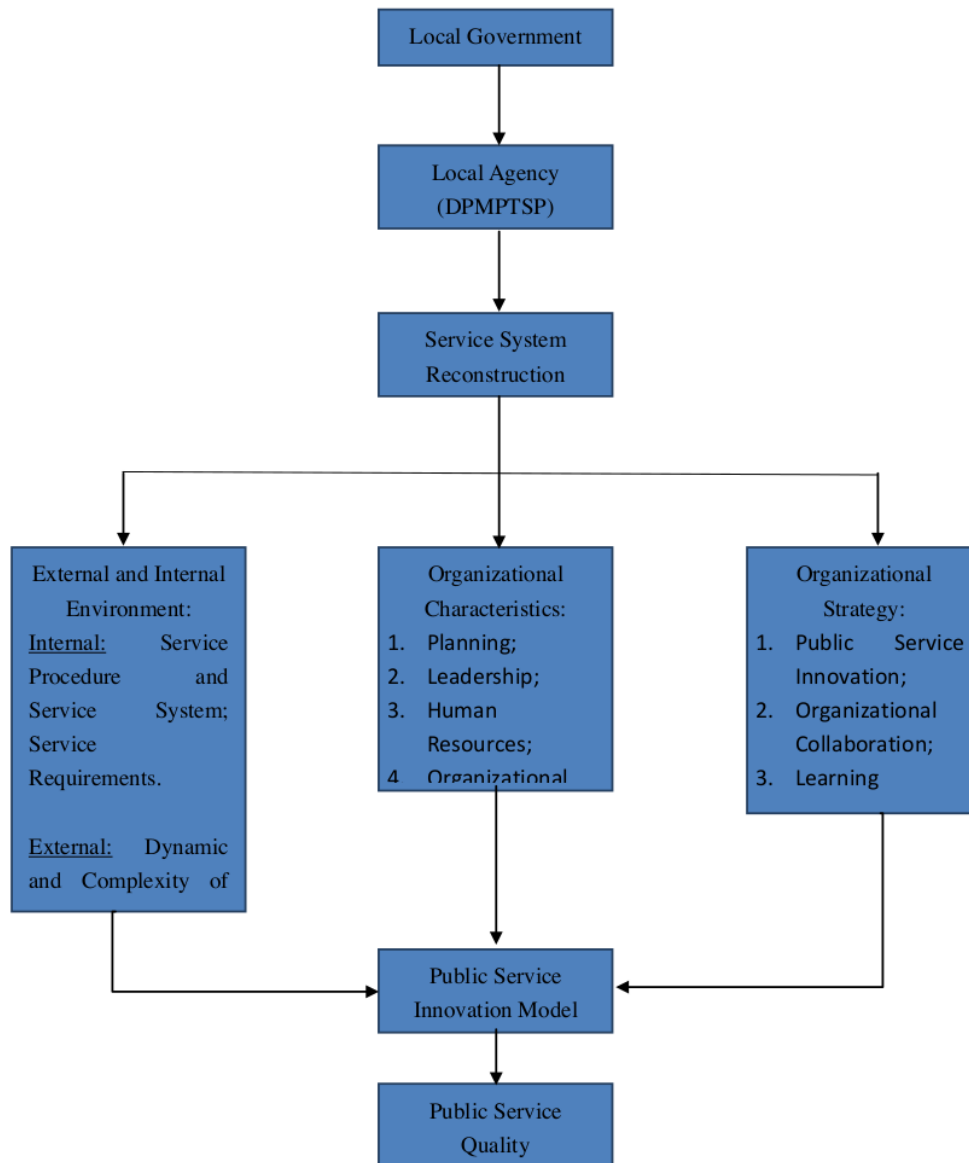 Local Government
Local Agency
(DPMPTSP)
Service System
Reconstruction
External and Internal
Environment:
Internal: Service
Procedure and
Service System;
Service
Requirements.
External: Dynamic
and Complexity of
Organizational
Characteristics:
1. Planning;
2. Leadership;
3. Human
Resources;
4 Organizational
Organizational
Strategy:
1. Public Service
Innovation;
2. Organizational
Collaboration;
3. Learning
Public Service
Innovation Model
Public Service
Quality